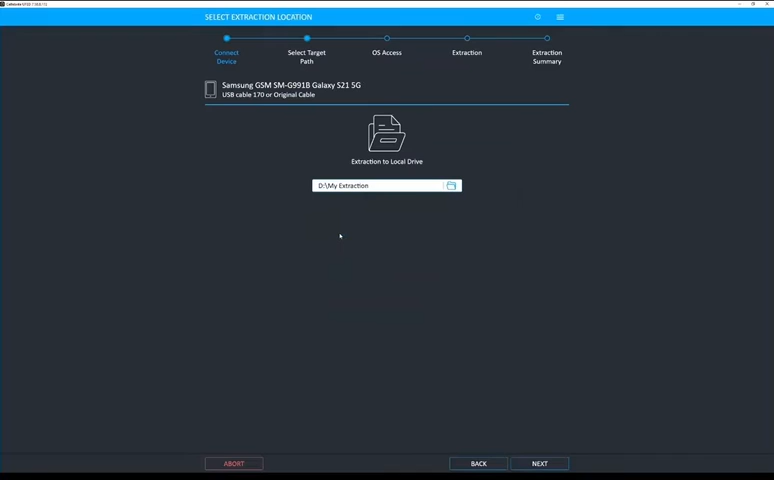 SELECT EXTRACTION LOCATION
Connect
Device
Select Target
Path
OS Access
Extraction
Extraction
Summary
Samsung GSM SM-G991B Galaxy S21 5G
USB cable 170 or Original Cable
Extraction to Local Drive
D:\My Extraction
ABORT
BACK
NEXT